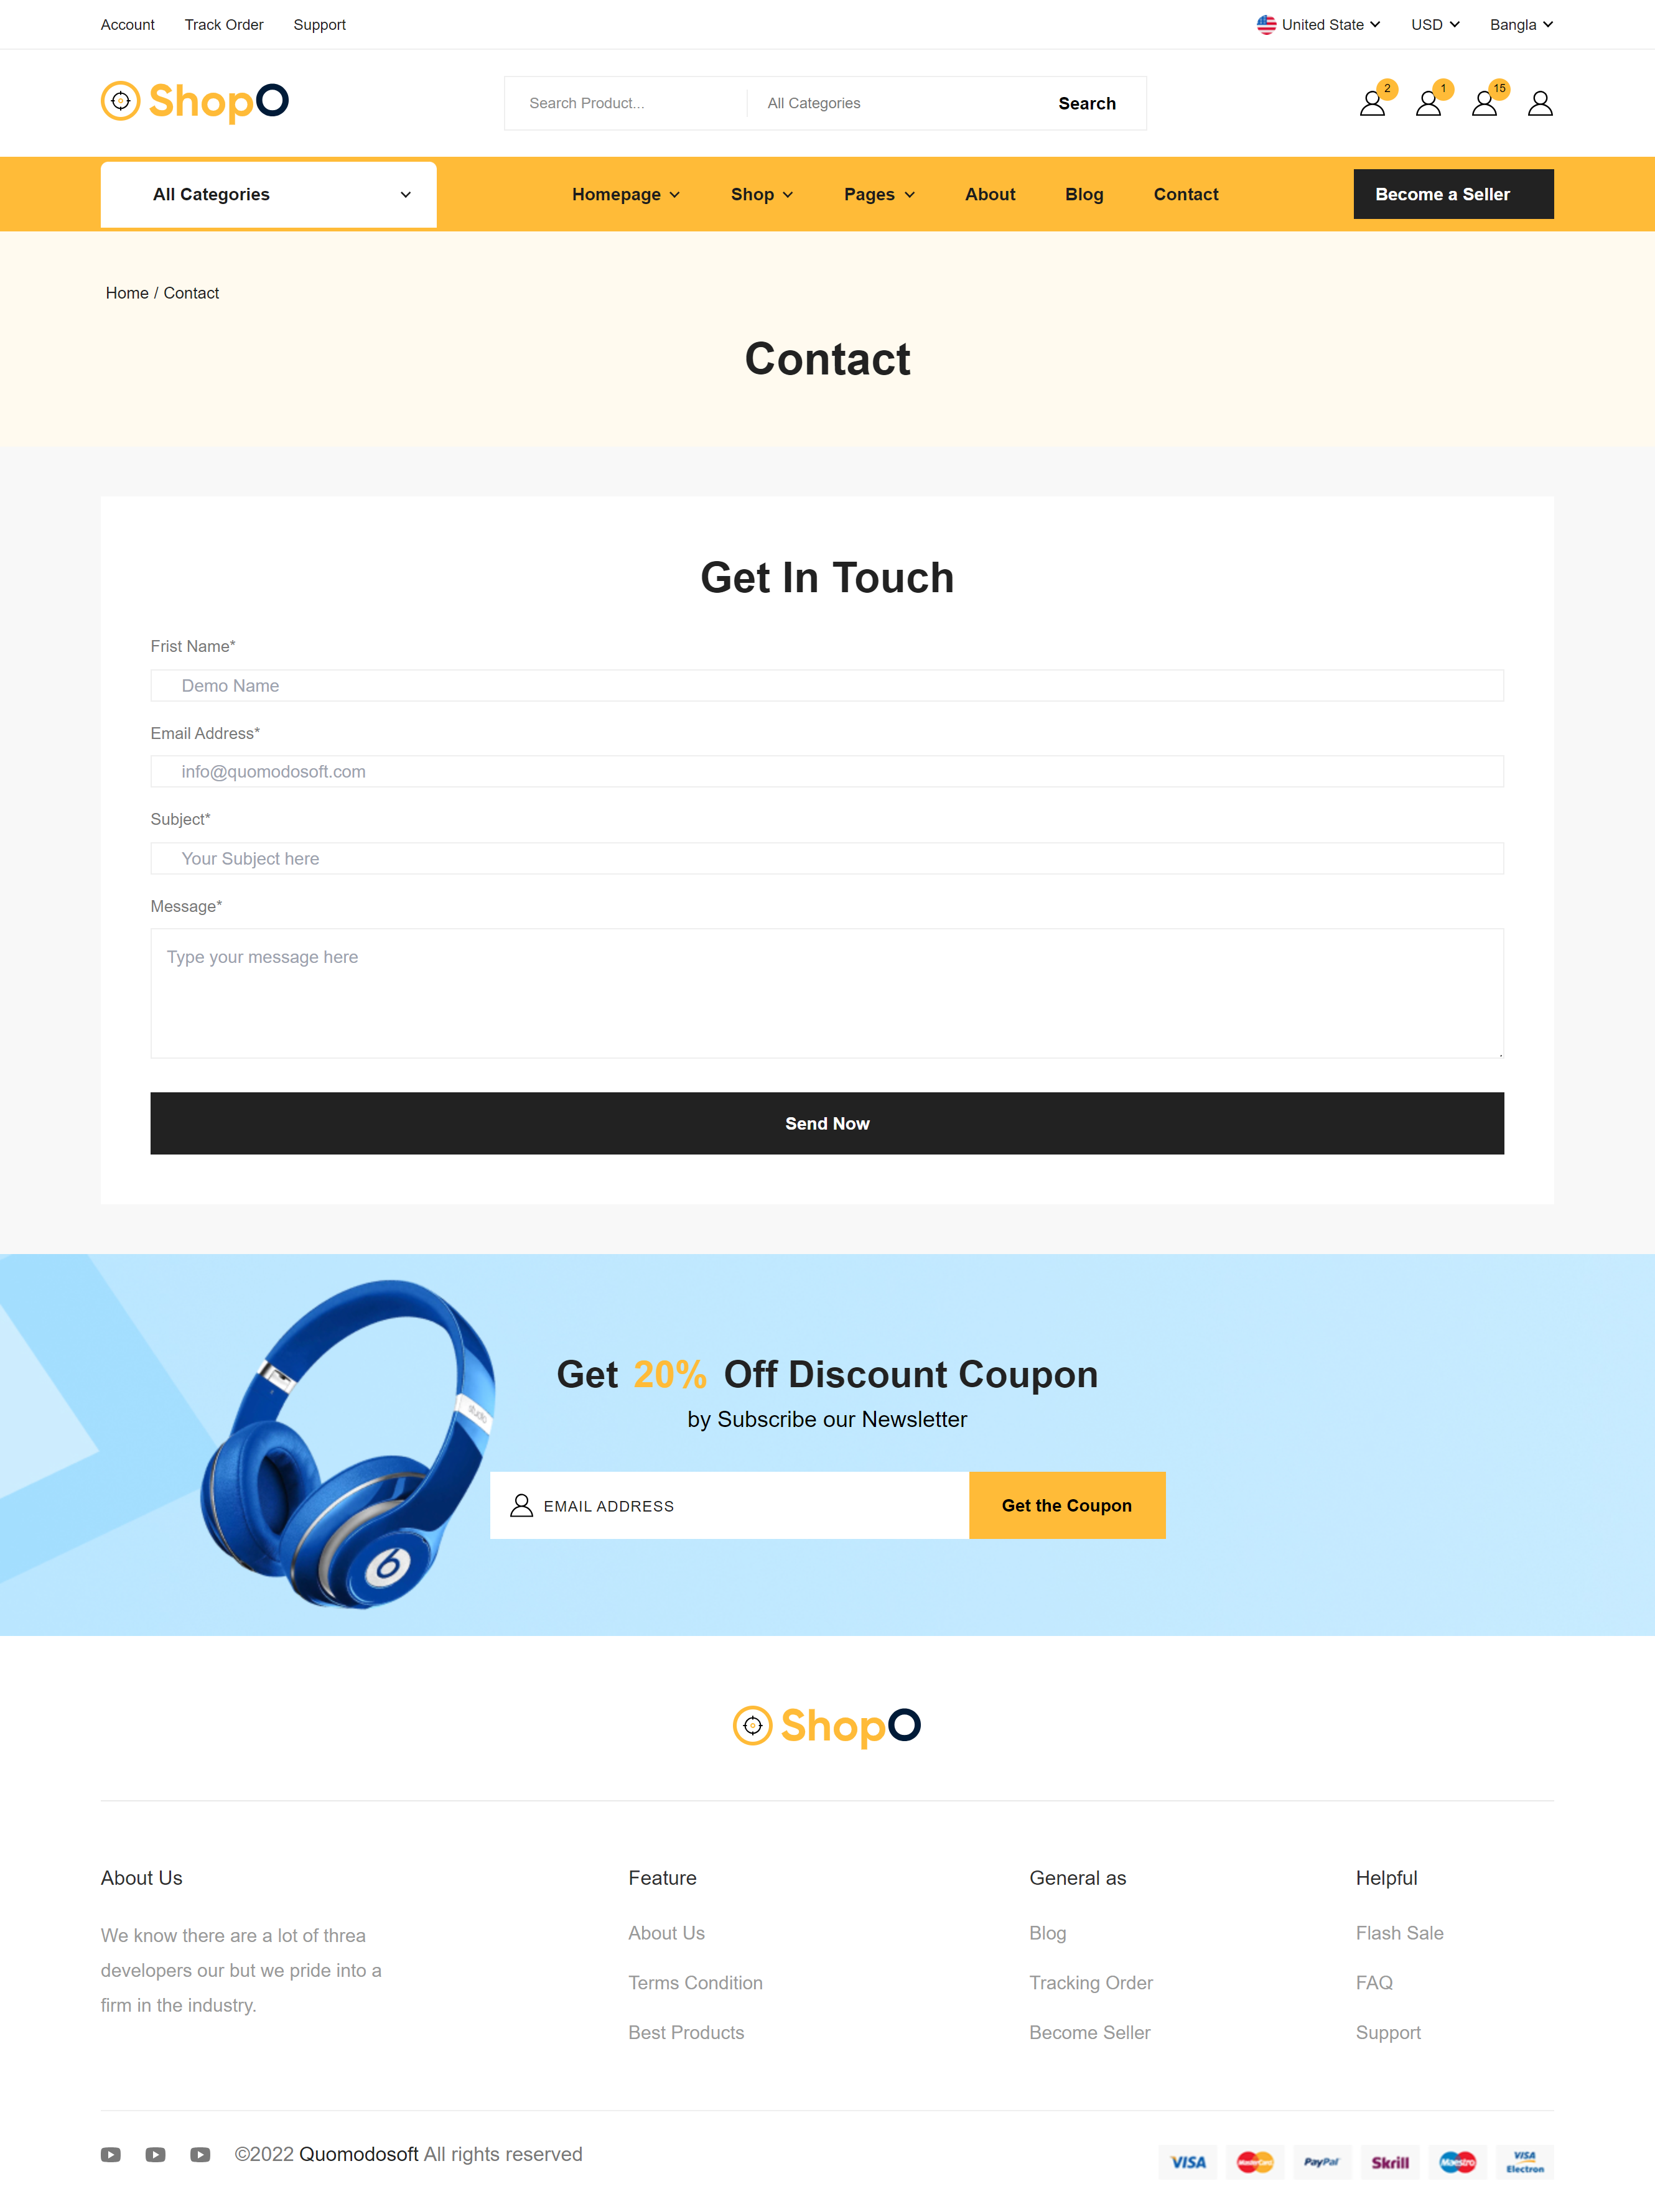 Account Track Order Support United State USD Bangla
ShopO Search Product... All Categories Search 2 1 15
All Categories Homepage Shop Pages About Blog Contact Become a Seller
Home / Contact
Contact
Get In Touch
Frist Name*
Demo Name
Email Address*
info@quomodosoft.com
Subject*
Your Subject here
Message*
Type your message here
Send Now
studio
Get 20% Off Discount Coupon
by Subscribe our Newsletter
EMAIL ADDRESS Get the Coupon
ShopO
About Us
We know there are a lot of threa
developers our but we pride into a
firm in the industry.
Feature
About Us
Terms Condition
Best Products
General as
Blog
Tracking Order
Become Seller
Helpful
Flash Sale
FAQ
Support
©2022 Quomodosoft All rights reserved
VISA MasterCard PayPal Skrill Maestro VISA Electron